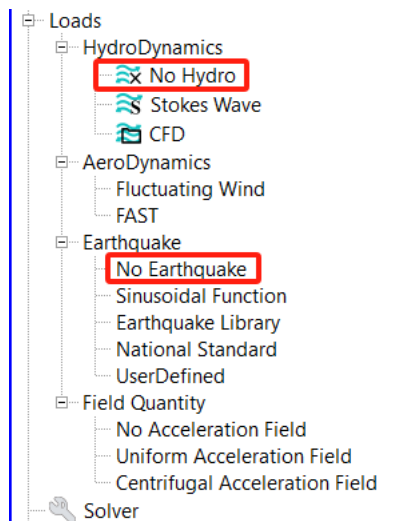 Loads
HydroDynamics
No Hydro
Stokes Wave
CFD
AeroDynamics
Fluctuating Wind
FAST
Earthquake
No Earthquake
Sinusoidal Function
Earthquake Library
National Standard
UserDefined
Field Quantity
No Acceleration Field
Uniform Acceleration Field
Centrifugal Acceleration Field
Solver